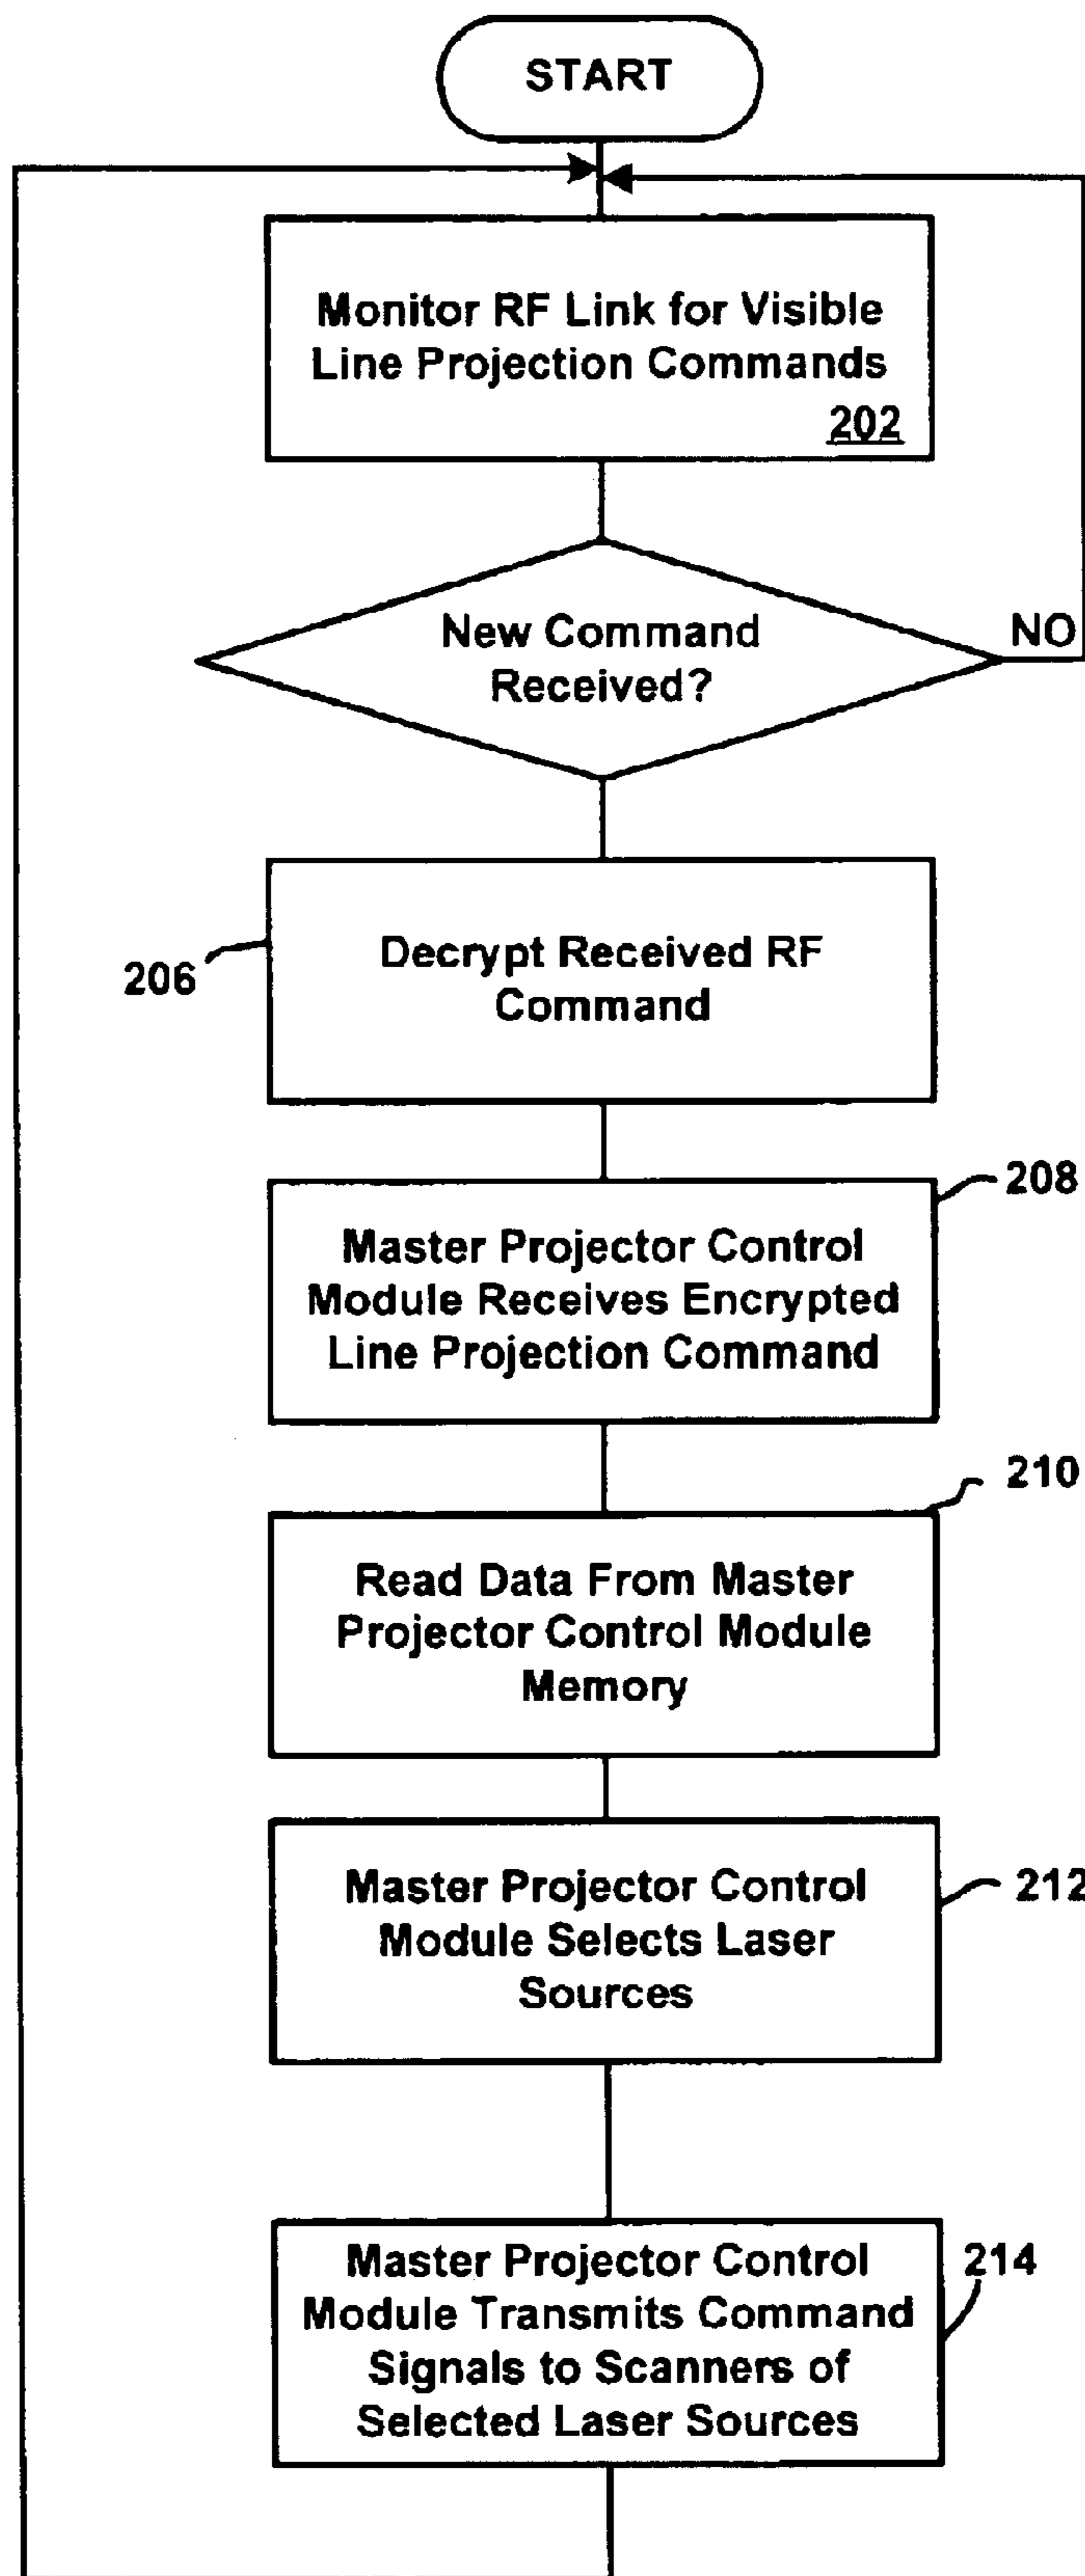 START
Monitor RF Link for Visible
Line Projection Commands
202
New Command
Received?
NO
206
Decrypt Received RF
Command
208
Master Projector Control
Module Receives Encrypted
Line Projection Command
210
Read Data From Master
Projector Control Module
Memory
212
Master Projector Control
Module Selects Laser
Sources
214
Master Projector Control
Module Transmits Command
Signals to Scanners of
Selected Laser Sources